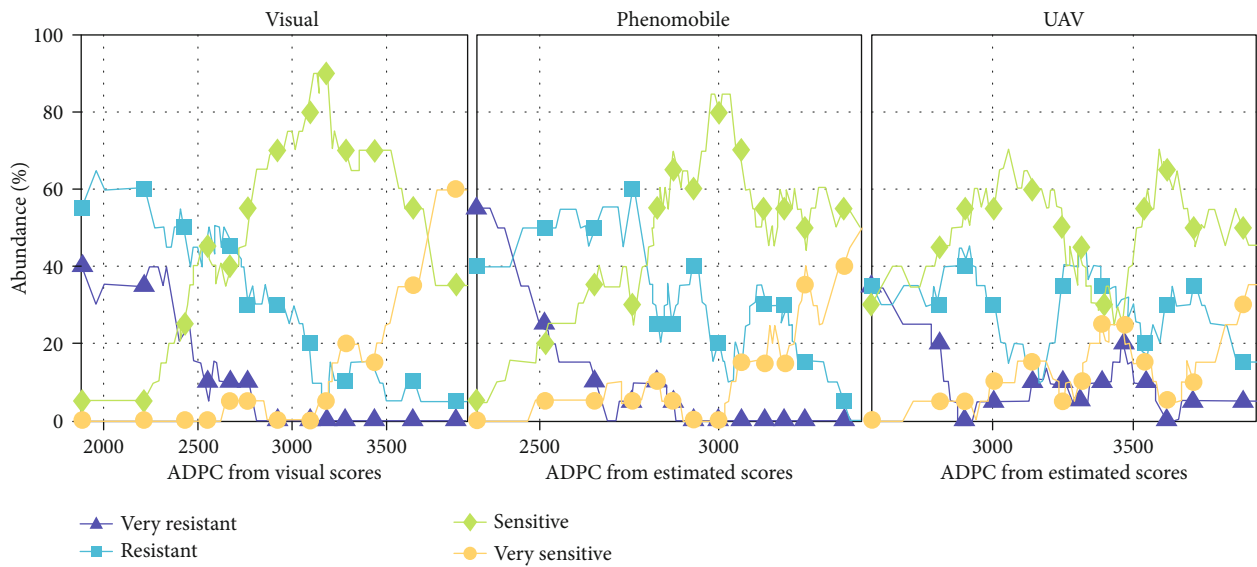 Visual Phenomobile UAV
Abundance (%)
100
80
60
40
20
0
2000 2500 3000 3500 2500 3000 3000 3500
ADPC from visual scores ADPC from estimated scores ADPC from estimated scores
Very resistant Sensitive
Resistant Very sensitive